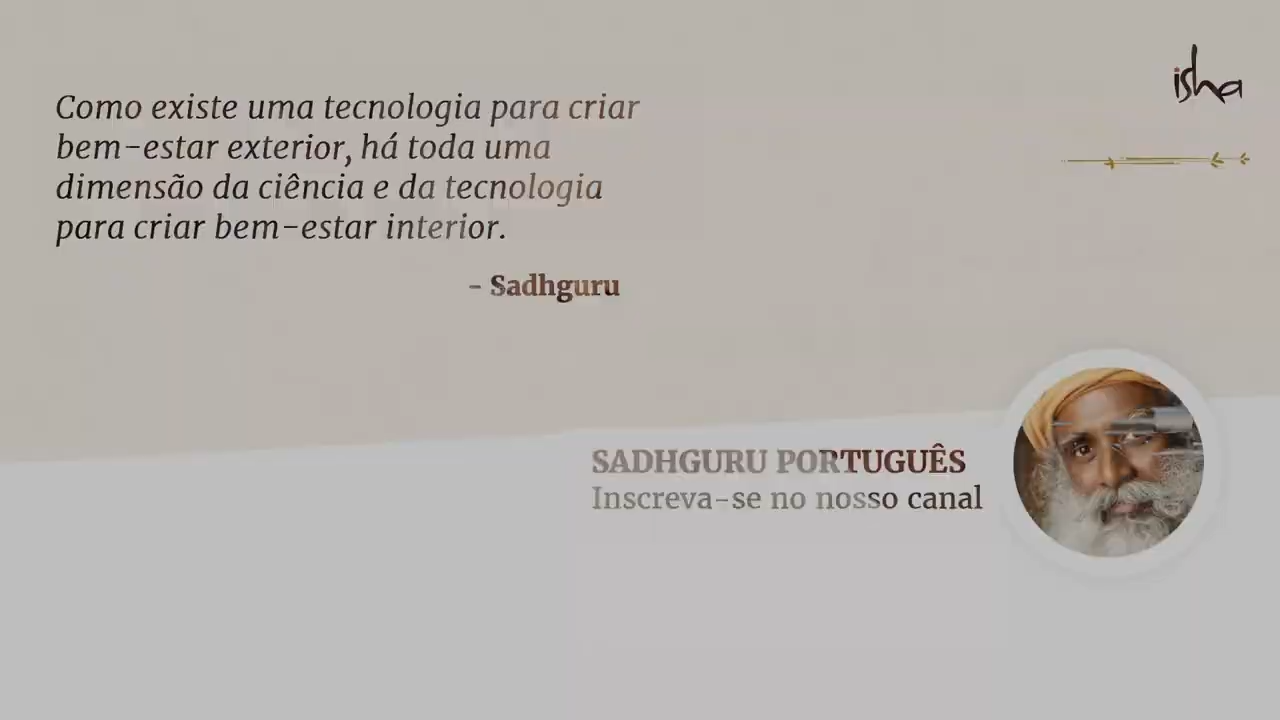 isha
Como existe uma tecnologia para criar
bem-estar exterior, há toda uma
dimensão da ciência e da tecnologia
para criar bem-estar interior.
- Sadhguru
SADHGURU PORTUGUÊS
Inscreva-se no nosso canal